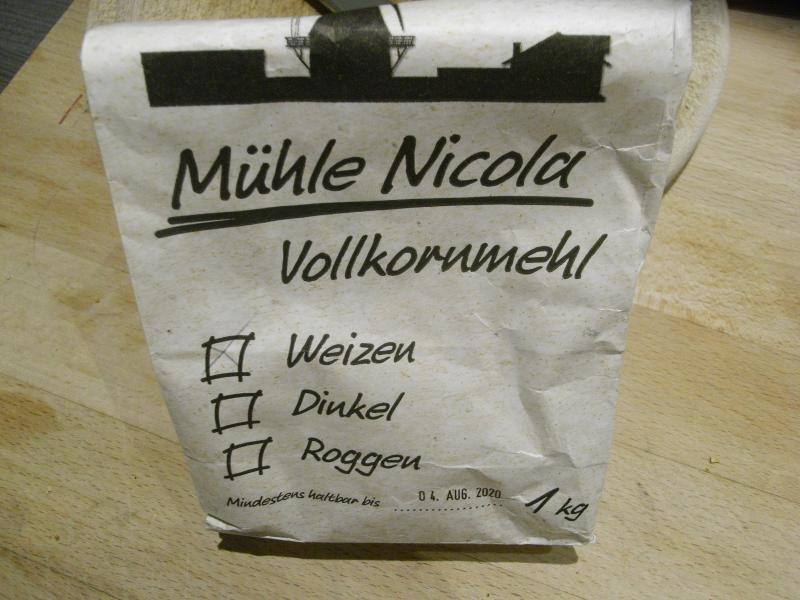 Mühle Nicola
Vollkornmehl
Weizen
Dinkel
Roggen
Mindestens haltbar bis 04. AUG. 2020 1 kg